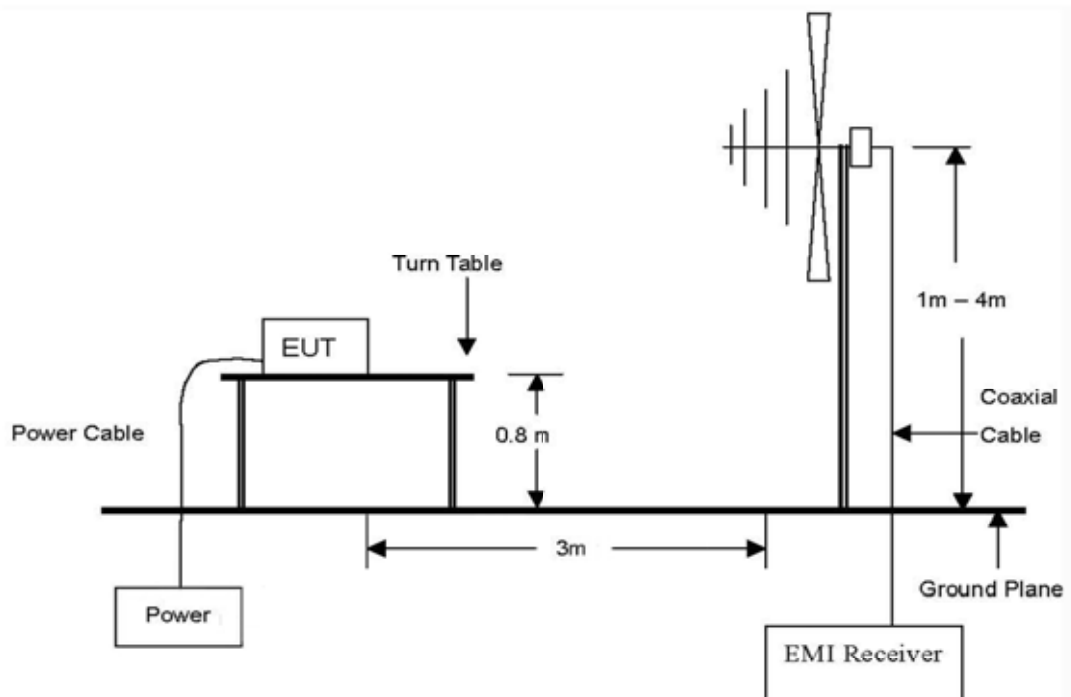 Turn Table
EUT
1m – 4m
Coaxial
Cable
Power Cable
0.8 m
3m
Ground Plane
Power
EMI Receiver